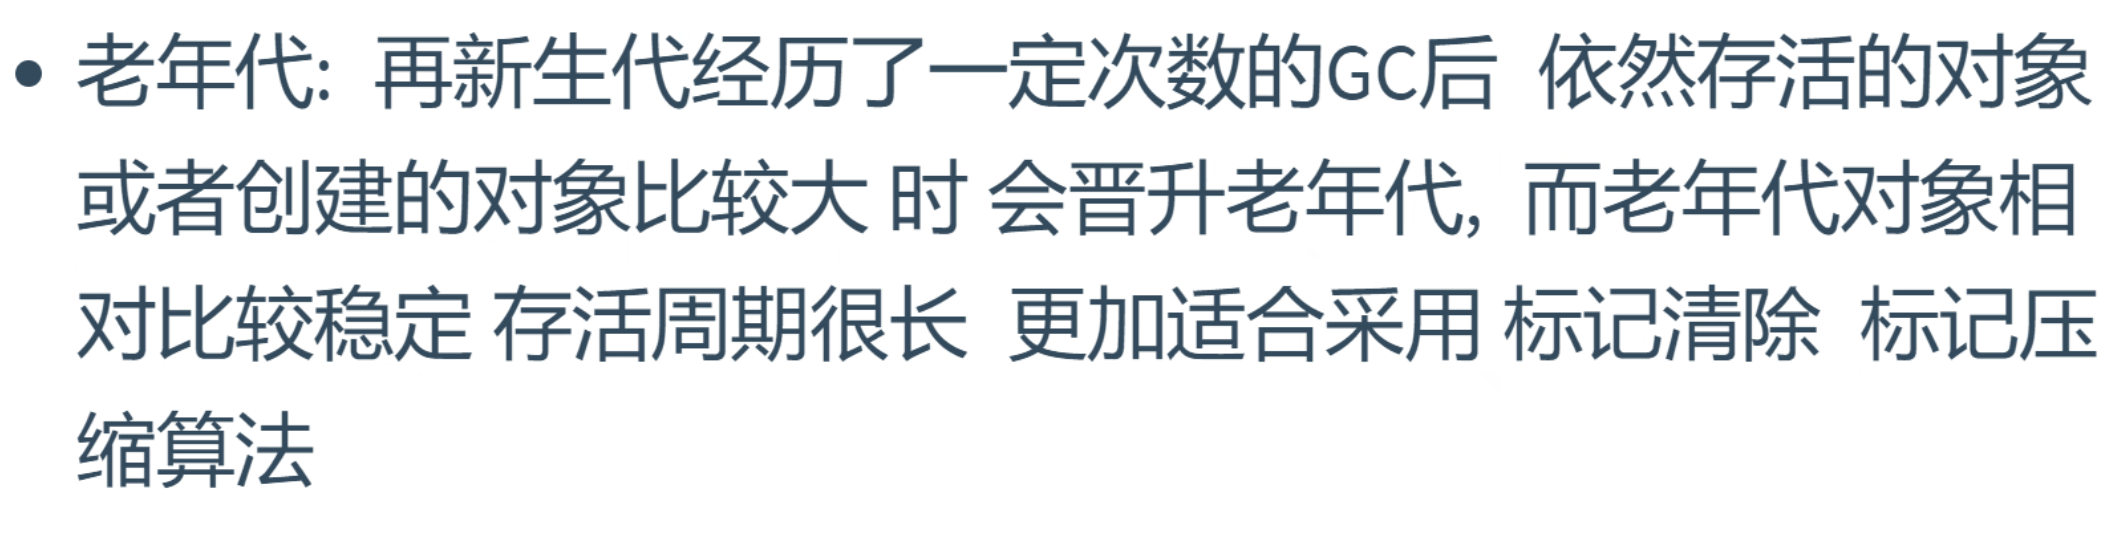 • 老年代: 再新生代经历了一定次数的GC后 依然存活的对象
或者创建的对象比较大 时 会晋升老年代, 而老年代对象相
对比较稳定 存活周期很长 更加适合采用 标记清除 标记压
缩算法